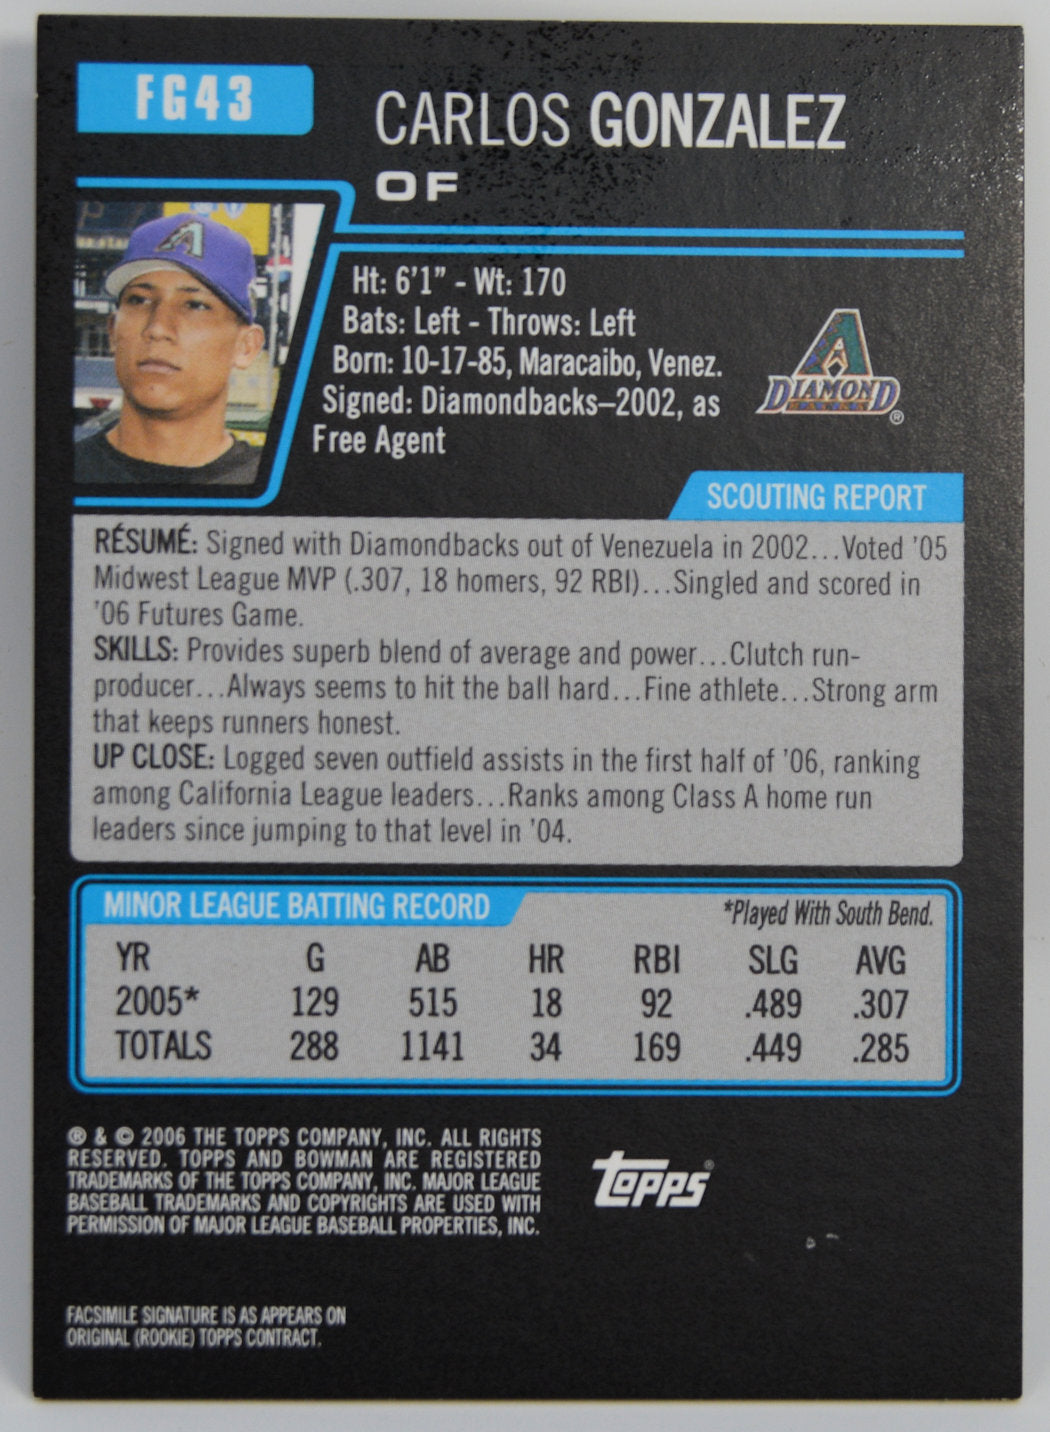 FG43
CARLOS GONZALEZ
OF
A
Ht: 6'1" - Wt: 170
Bats: Left - Throws: Left
Born: 10-17-85, Maracaibo, Venez.
Signed: Diamondbacks—2002, as
Free Agent
A
DIAMOND
BACKS
®
SCOUTING REPORT
RÉSUMÉ: Signed with Diamondbacks out of Venezuela in 2002...Voted '05
Midwest League MVP (.307, 18 homers, 92 RBI)...Singled and scored in
'06 Futures Game.
SKILLS: Provides superb blend of average and power...Clutch run-
producer...Always seems to hit the ball hard...Fine athlete...Strong arm
that keeps runners honest.
UP CLOSE: Logged seven outfield assists in the first half of '06, ranking
among California League leaders...Ranks among Class A home run
leaders since jumping to that level in '04.
MINOR LEAGUE BATTING RECORD *Played With South Bend.
YR G AB HR RBI SLG AVG
2005* 129 515 18 92 .489 .307
TOTALS 288 1141 34 169 .449 .285
® & © 2006 THE TOPPS COMPANY, INC. ALL RIGHTS
RESERVED. TOPPS AND BOWMAN ARE REGISTERED
TRADEMARKS OF THE TOPPS COMPANY, INC. MAJOR LEAGUE
BASEBALL TRADEMARKS AND COPYRIGHTS ARE USED WITH
PERMISSION OF MAJOR LEAGUE BASEBALL PROPERTIES, INC.
topps®
FACSIMILE SIGNATURE IS AS APPEARS ON
ORIGINAL (ROOKIE) TOPPS CONTRACT.